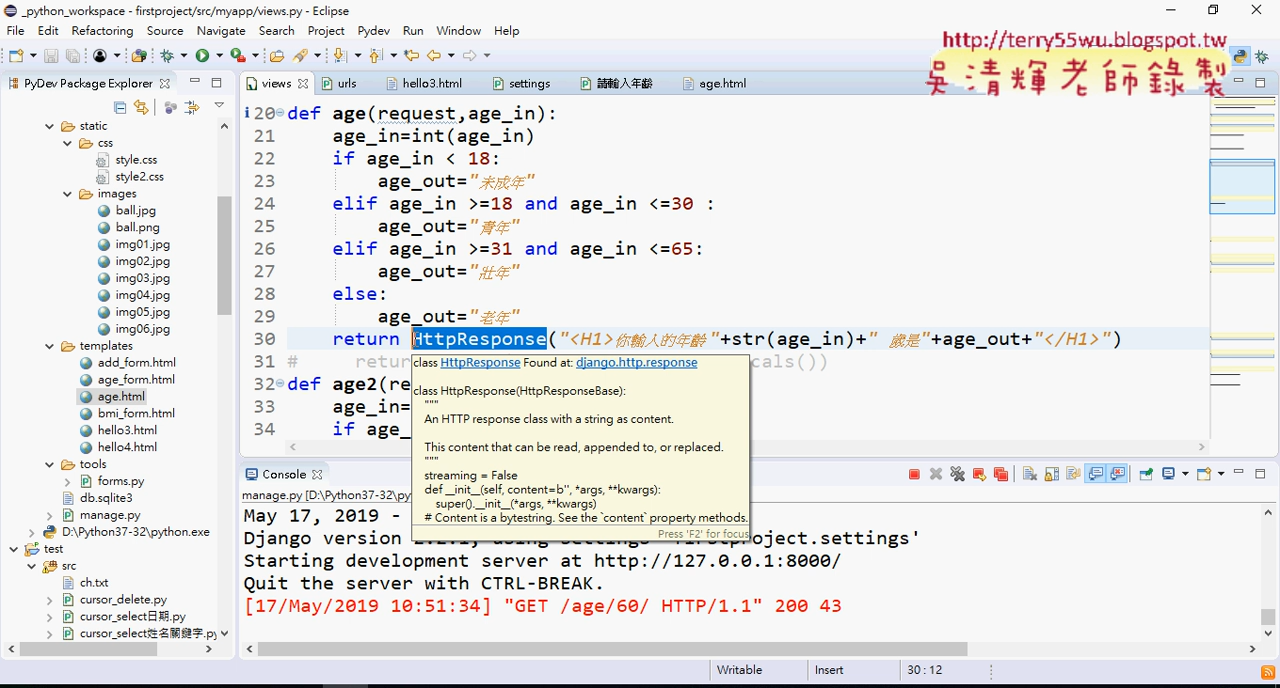 _python_workspace - firstproject/src/myapp/views.py - Eclipse
File Edit Refactoring Source Navigate Search Project Pydev Run Window Help
http://terry55wu.blogspot.tw
吳清輝老師錄製
PyDev Package Explorer
static
css
style.css
style2.css
images
ball.jpg
ball.png
img01.jpg
img02.jpg
img03.jpg
img04.jpg
img05.jpg
img06.jpg
templates
add_form.html
age_form.html
age.html
bmi_form.html
hello3.html
hello4.html
tools
forms.py
db.sqlite3
manage.py
D:\Python37-32\python.exe
test
src
ch.txt
cursor_delete.py
cursor_select日期.py
cursor_select姓名關鍵字.py
views urls hello3.html settings 請輸入年齡 age.html
20 def age(request,age_in):
21 age_in=int(age_in)
22 if age_in < 18:
23 age_out="未成年"
24 elif age_in >=18 and age_in <=30 :
25 age_out="青年"
26 elif age_in >=31 and age_in <=65:
27 age_out="壯年"
28 else:
29 age_out="老年"
30 return HttpResponse("<H1>你輸入的年齡"+str(age_in)+" 歲是"+age_out+"</H1>")
31 # retur cals())
32 def age2(re
33 age_in=
34 if age_
class HttpResponse Found at: django.http.response
class HttpResponse(HttpResponseBase):
"""
An HTTP response class with a string as content.
This content that can be read, appended to, or replaced.
"""
streaming = False
def __init__(self, content=b'', *args, **kwargs):
super().__init__(*args, **kwargs)
# Content is a bytestring. See the `content` property methods.
Press 'F2' for focus
Console
manage.py [D:\Python37-32\py
May 17, 2019 -
Django version 2.2.1, using settings 'firstproject.settings'
Starting development server at http://127.0.0.1:8000/
Quit the server with CTRL-BREAK.
[17/May/2019 10:51:34] "GET /age/60/ HTTP/1.1" 200 43
Writable Insert 30 : 12